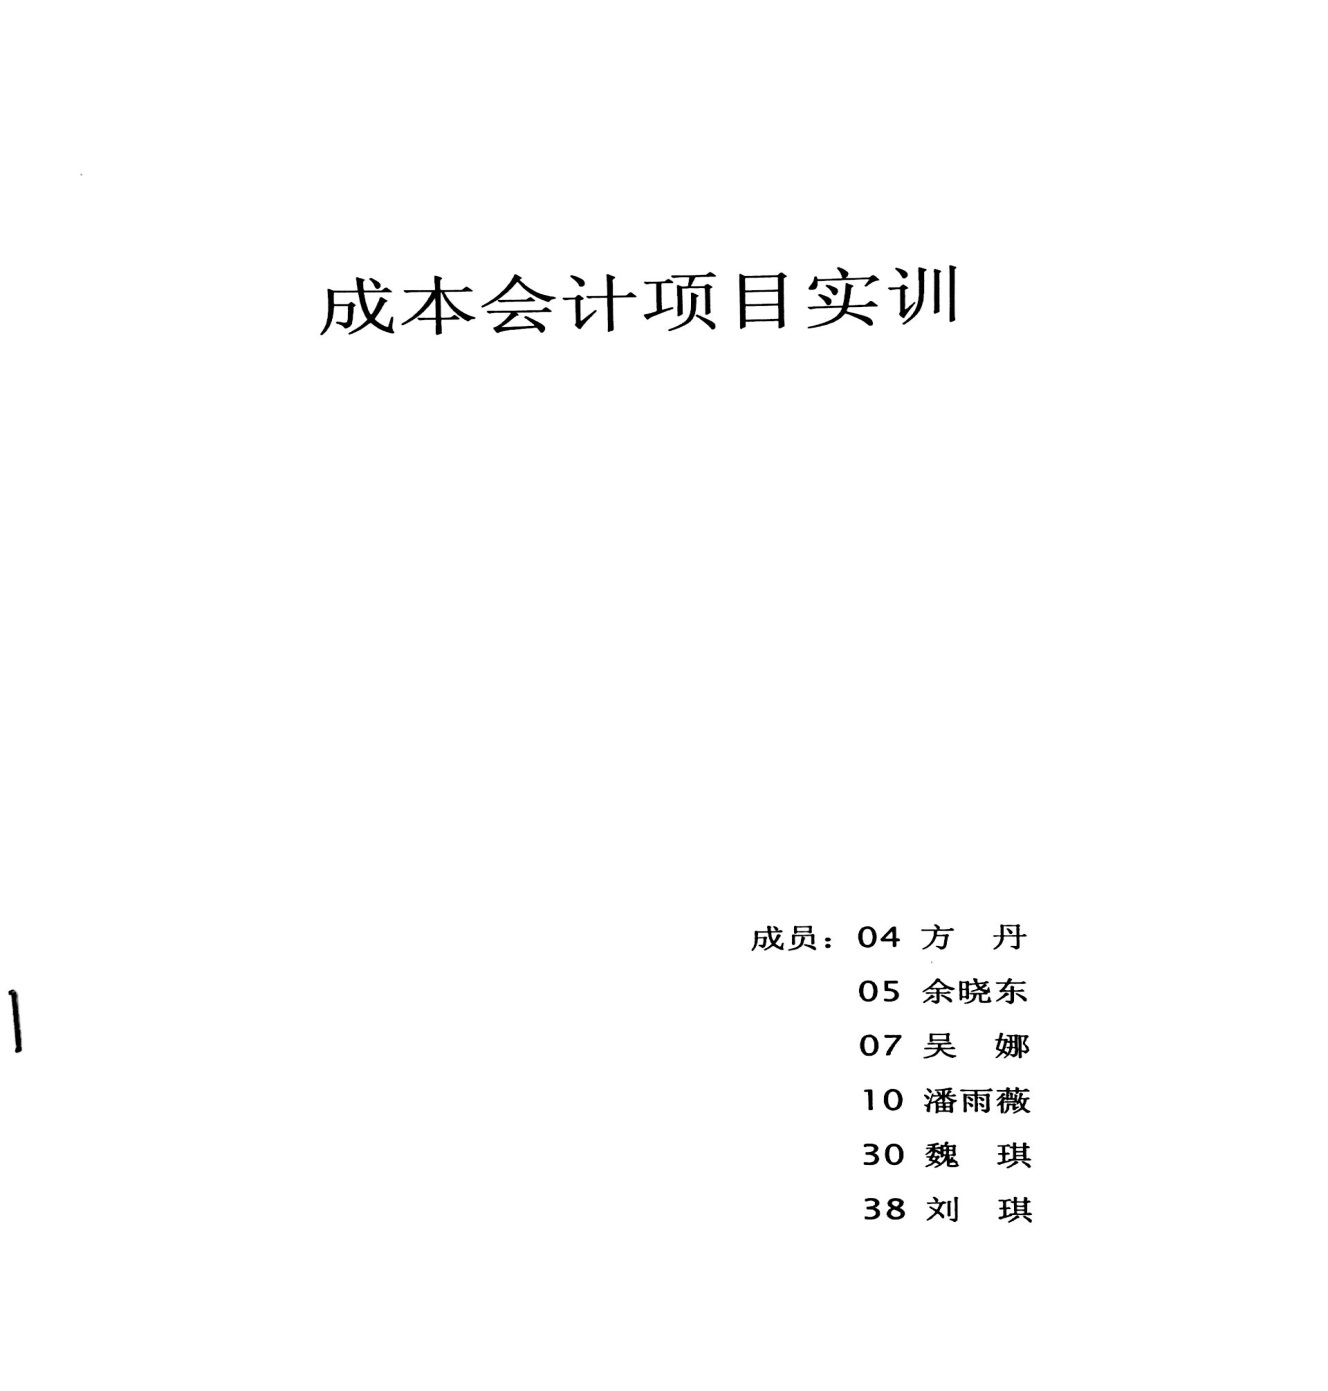 成本会计项目实训
成员：04 方　丹
05 余晓东
07 吴　娜
10 潘雨薇
30 魏　琪
38 刘　琪